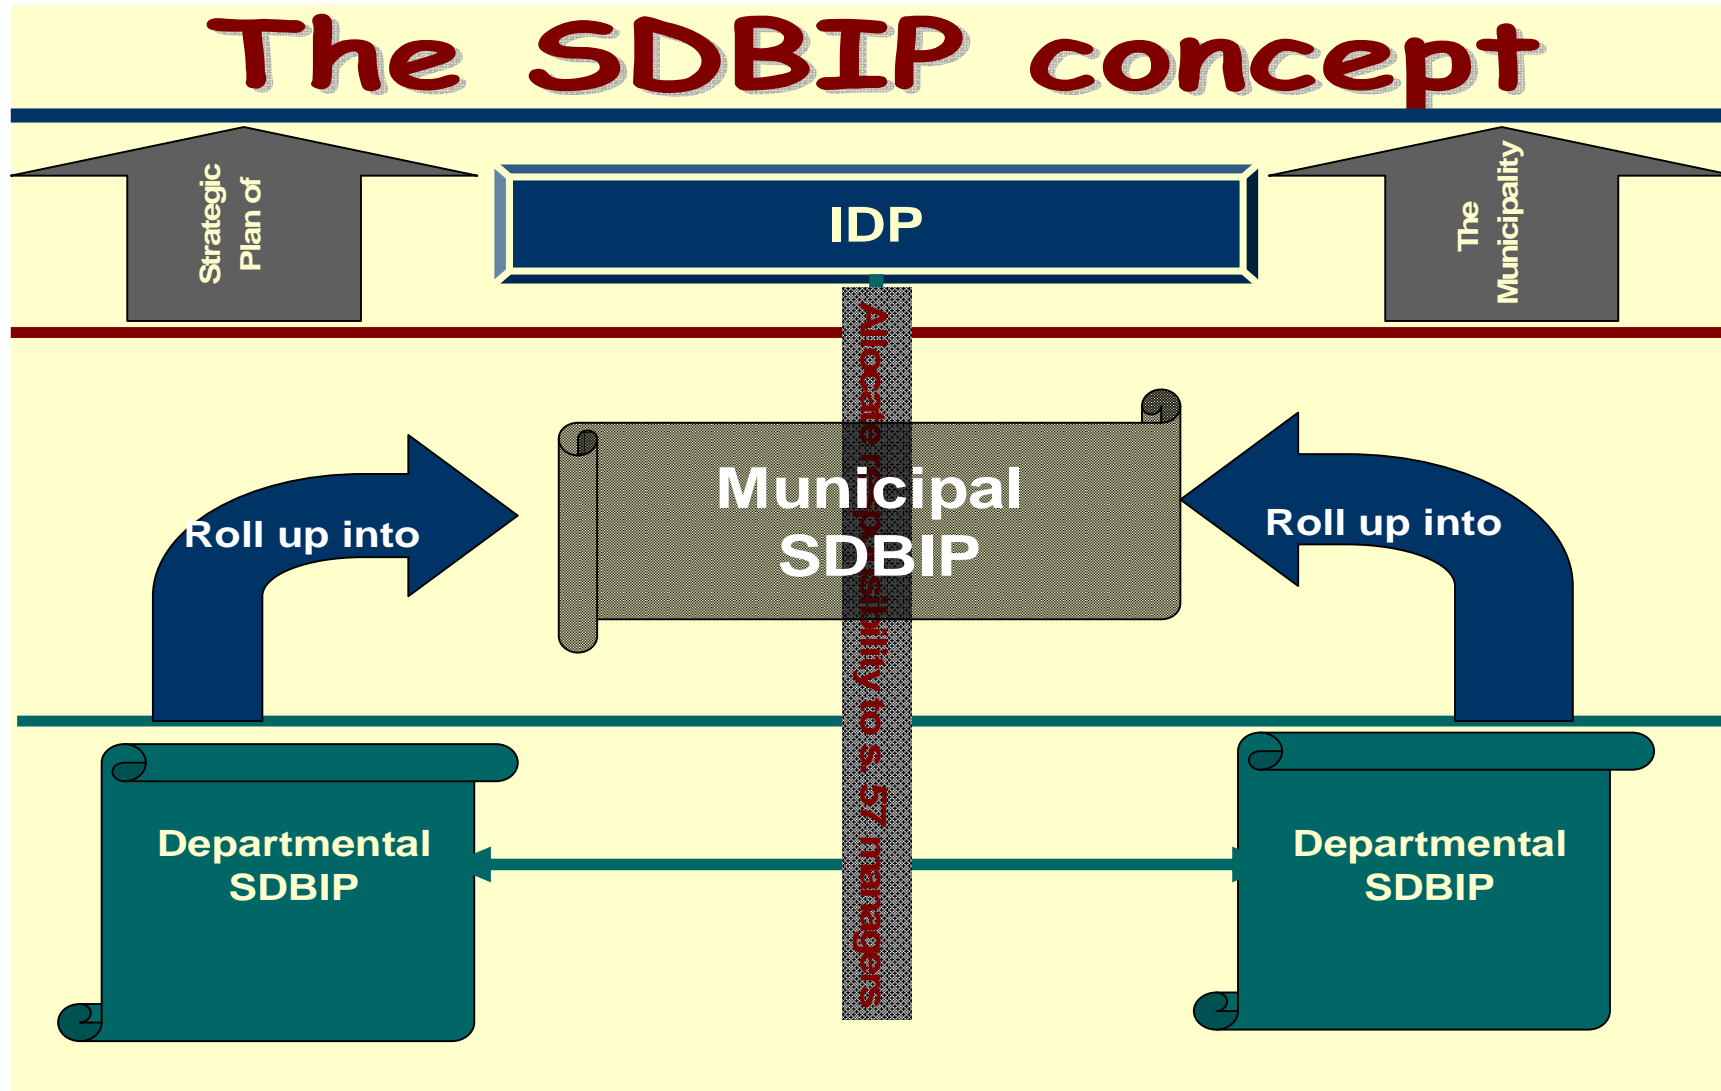 The SDBIP concept
Strategic
Plan of
IDP
The
Municipality
Allocate responsibility to s. 57 managers
Roll up into
Municipal
SDBIP
Roll up into
Departmental
SDBIP
Departmental
SDBIP